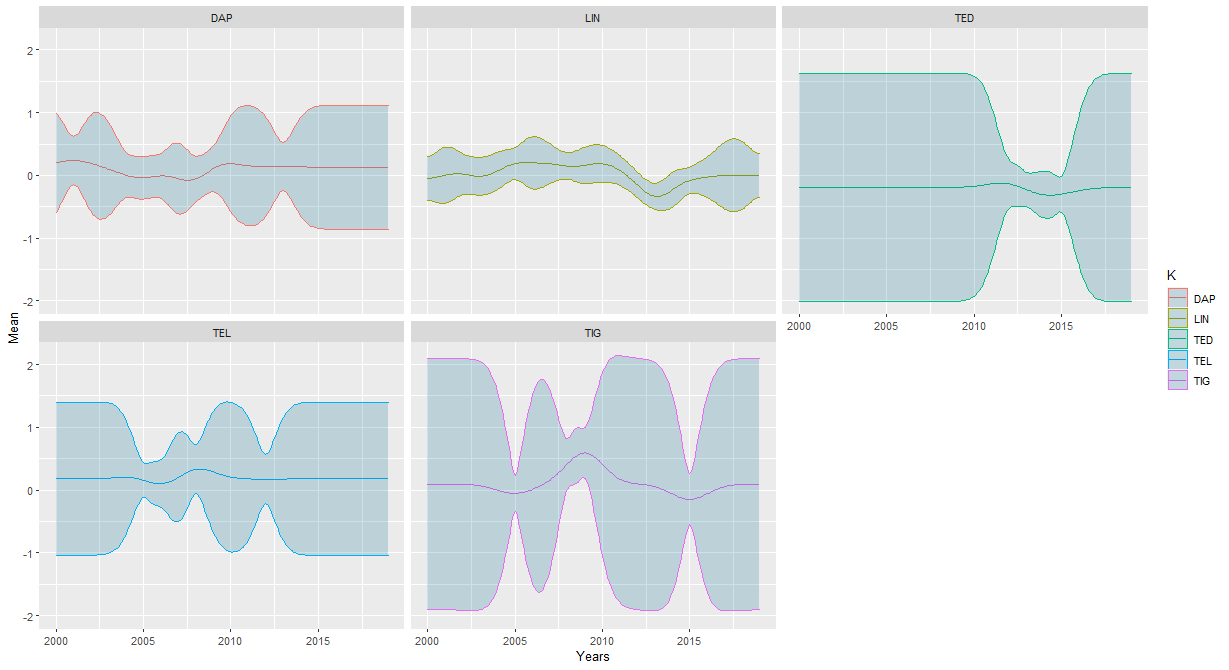 DAP LIN TED
2
1
0
-1
-2
Mean
2000 2005 2010 2015
TEL TIG
2
1
0
-1
-2
2000 2005 2010 2015 2000 2005 2010 2015
Years
K
DAP
LIN
TED
TEL
TIG